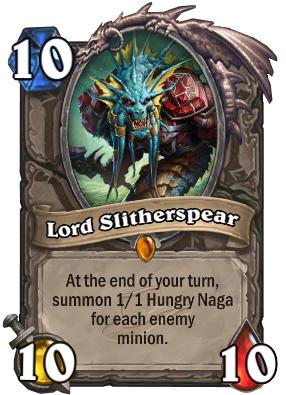 10
Lord Slitherspear
At the end of your turn,
summon 1/1 Hungry Naga
for each enemy
minion.
10 10